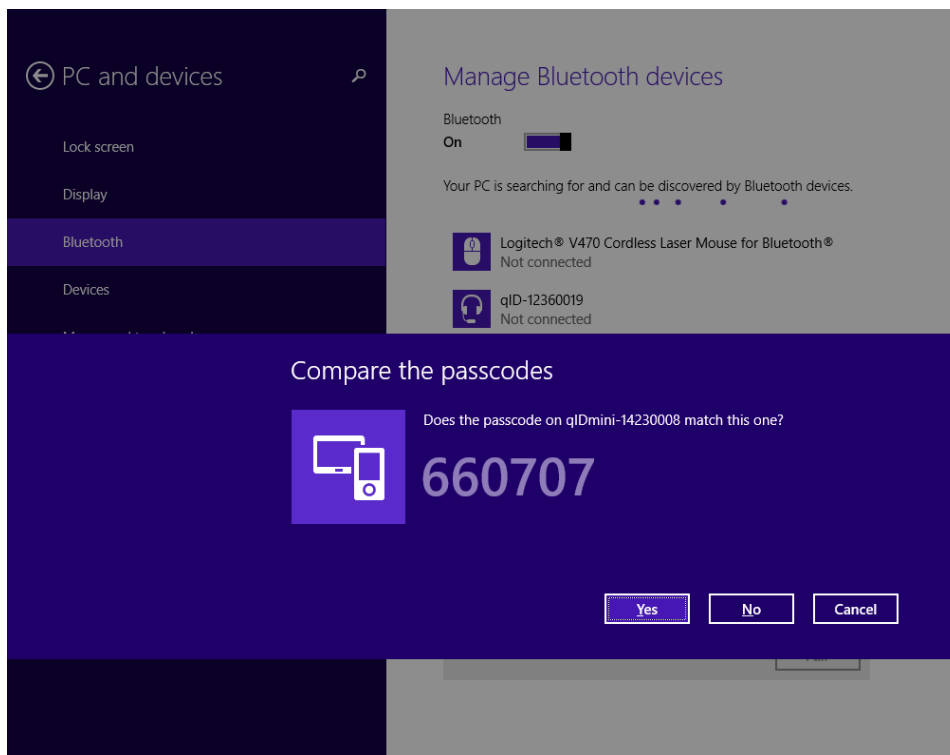 PC and devices
Lock screen
Display
Bluetooth
Devices
Manage Bluetooth devices
Bluetooth
On
Your PC is searching for and can be discovered by Bluetooth devices.
Logitech® V470 Cordless Laser Mouse for Bluetooth®
Not connected
qID-12360019
Not connected
Compare the passcodes
Does the passcode on qIDmini-14230008 match this one?
660707
Yes
No
Cancel